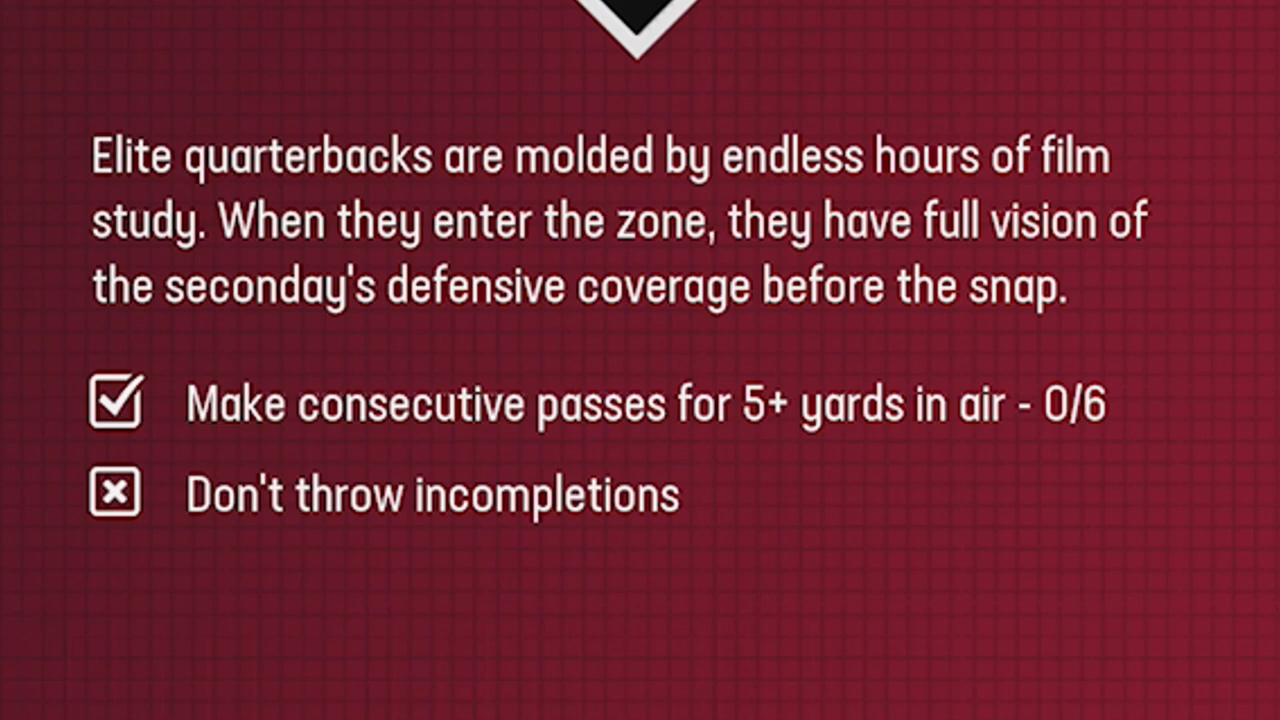 Elite quarterbacks are molded by endless hours of film
study. When they enter the zone, they have full vision of
the seconday's defensive coverage before the snap.
Make consecutive passes for 5+ yards in air - 0/6
Don't throw incompletions